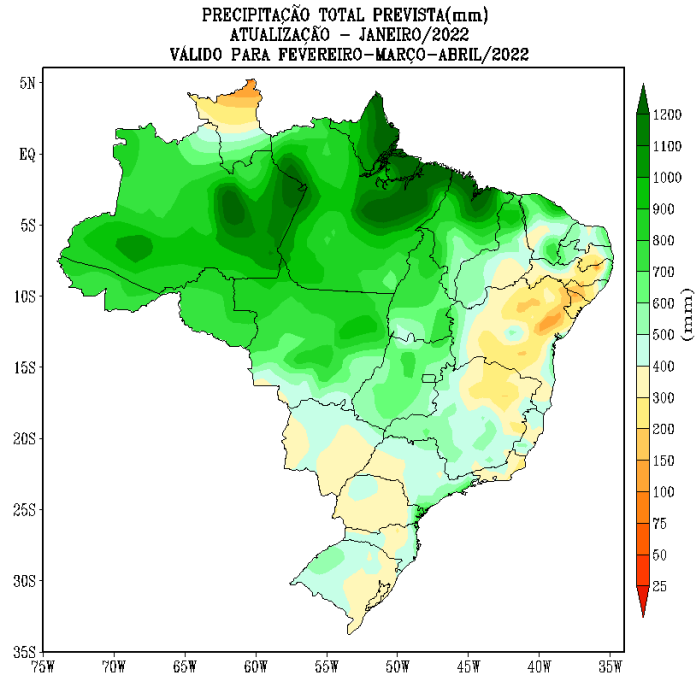 PRECIPITAÇÃO TOTAL PREVISTA(mm)
ATUALIZAÇÃO - JANEIRO/2022
VÁLIDO PARA FEVEREIRO-MARÇO-ABRIL/2022
5N
EQ
5S
10S
15S
20S
25S
30S
35S
75W
70W
65W
60W
55W
50W
45W
40W
35W
1200
1100
1000
900
800
700
600
500
400
300
200
150
100
75
50
25
(mm)